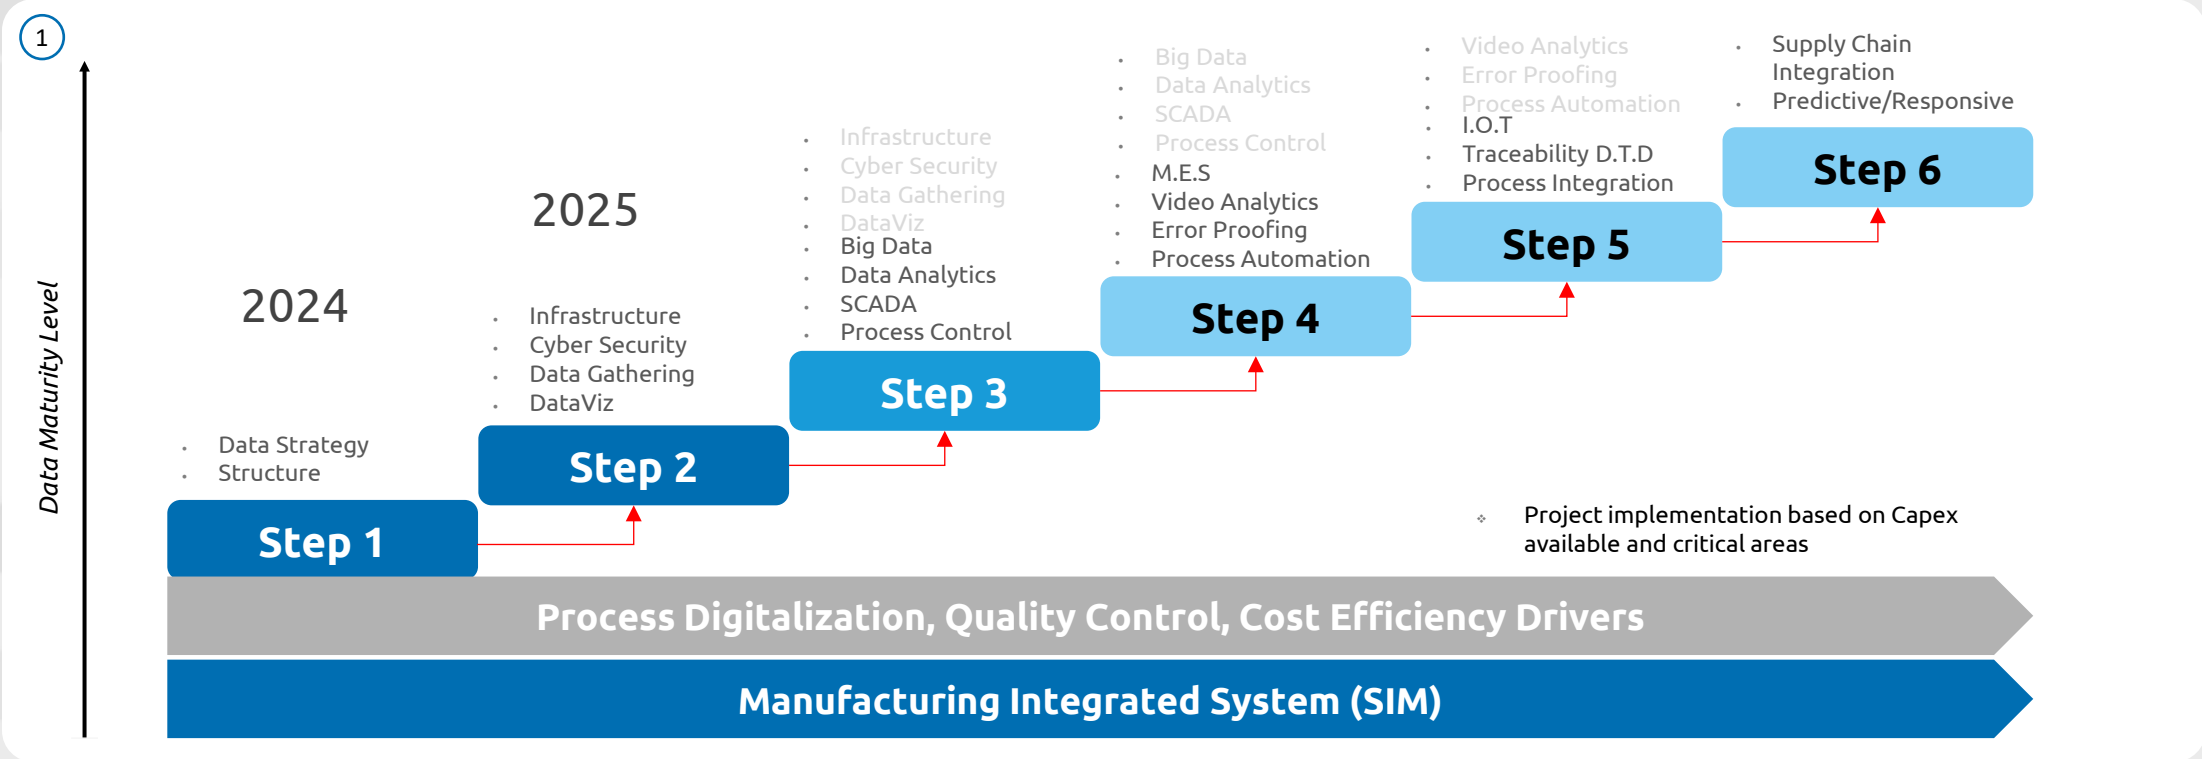 1
Data Maturity Level
2024
• Data Strategy
• Structure
Step 1
2025
• Infrastructure
• Cyber Security
• Data Gathering
• DataViz
Step 2
• Infrastructure
• Cyber Security
• Data Gathering
• DataViz
• Big Data
• Data Analytics
• SCADA
• Process Control
Step 3
• Big Data
• Data Analytics
• SCADA
• Process Control
• M.E.S
• Video Analytics
• Error Proofing
• Process Automation
Step 4
• Video Analytics
• Error Proofing
• Process Automation
• I.O.T
• Traceability D.T.D
• Process Integration
Step 5
• Supply Chain
Integration
• Predictive/Responsive
Step 6
❖ Project implementation based on Capex
available and critical areas
Process Digitalization, Quality Control, Cost Efficiency Drivers
Manufacturing Integrated System (SIM)